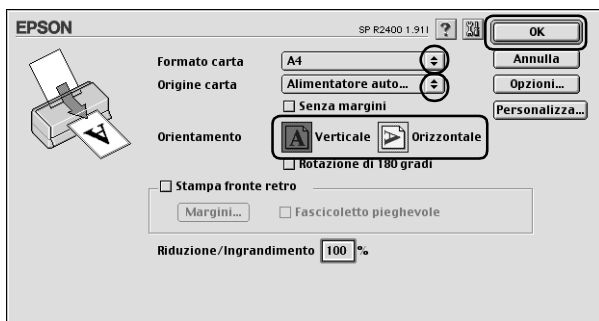 EPSON SP R2400 1.911 ? OK
Formato carta A4 Annulla
Origine carta Alimentatore auto... Opzioni...
Senza margini Personalizza...
Orientamento A Verticale A Orizzontale
Rotazione di 180 gradi
Stampa fronte retro
Margini... Fascicoletto pieghevole
Riduzione/Ingrandimento 100 %
A